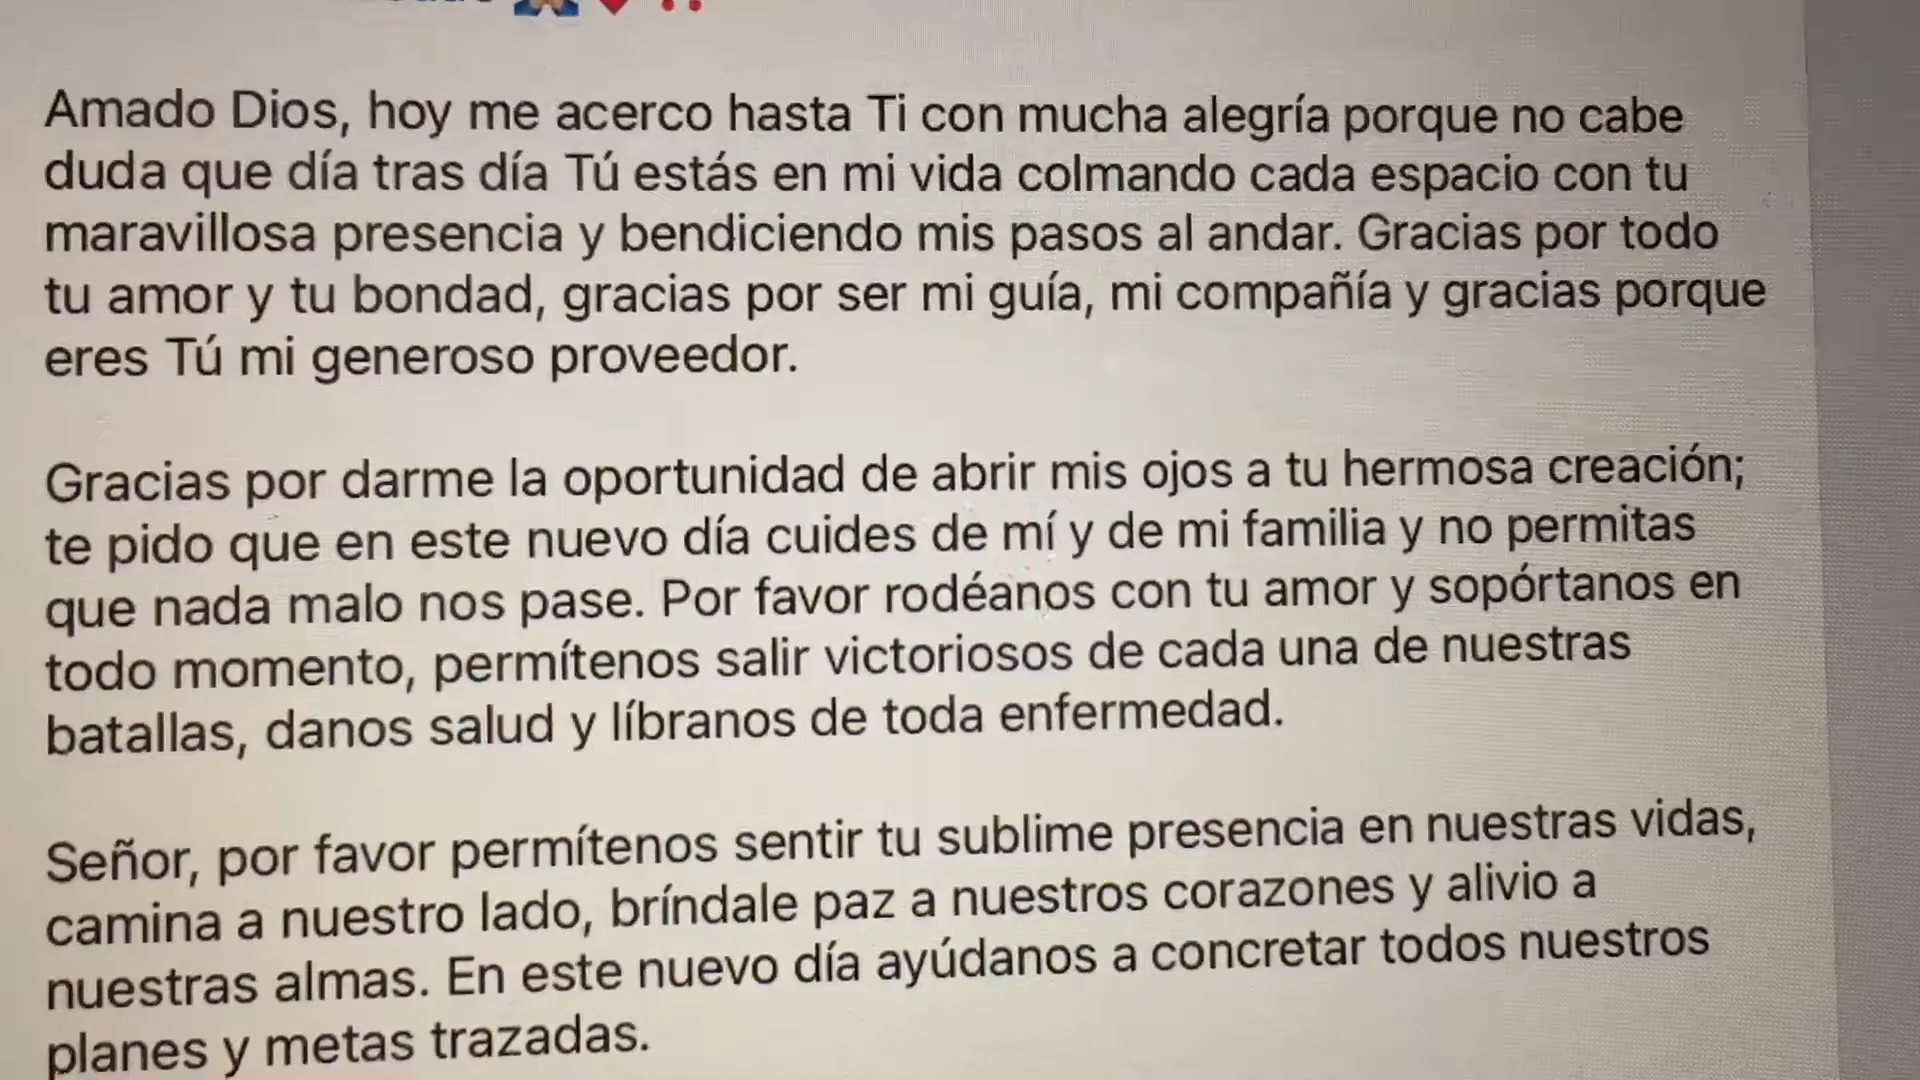 Amado Dios, hoy me acerco hasta Ti con mucha alegría porque no cabe
duda que día tras día Tú estás en mi vida colmando cada espacio con tu
maravillosa presencia y bendiciendo mis pasos al andar. Gracias por todo
tu amor y tu bondad, gracias por ser mi guía, mi compañía y gracias porque
eres Tú mi generoso proveedor.
Gracias por darme la oportunidad de abrir mis ojos a tu hermosa creación;
te pido que en este nuevo día cuides de mí y de mi familia y no permitas
que nada malo nos pase. Por favor rodéanos con tu amor y sopórtanos en
todo momento, permítenos salir victoriosos de cada una de nuestras
batallas, danos salud y líbranos de toda enfermedad.
Señor, por favor permítenos sentir tu sublime presencia en nuestras vidas,
camina a nuestro lado, bríndale paz a nuestros corazones y alivio a
nuestras almas. En este nuevo día ayúdanos a concretar todos nuestros
planes y metas trazadas.